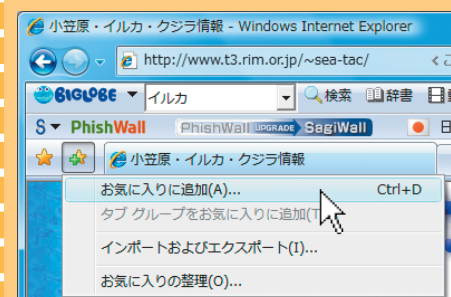 小笠原・イルカ・クジラ情報 - Windows Internet Explorer
http://www.t3.rim.or.jp/~sea-tac/
BIGLOBE イルカ 検索 辞書
S PhishWall PhishWall UPGRADE SagiWall 日
小笠原・イルカ・クジラ情報
お気に入りに追加(A)... Ctrl+D
タブ グループをお気に入りに追加(T
インポートおよびエクスポート(I)...
お気に入りの整理(O)...